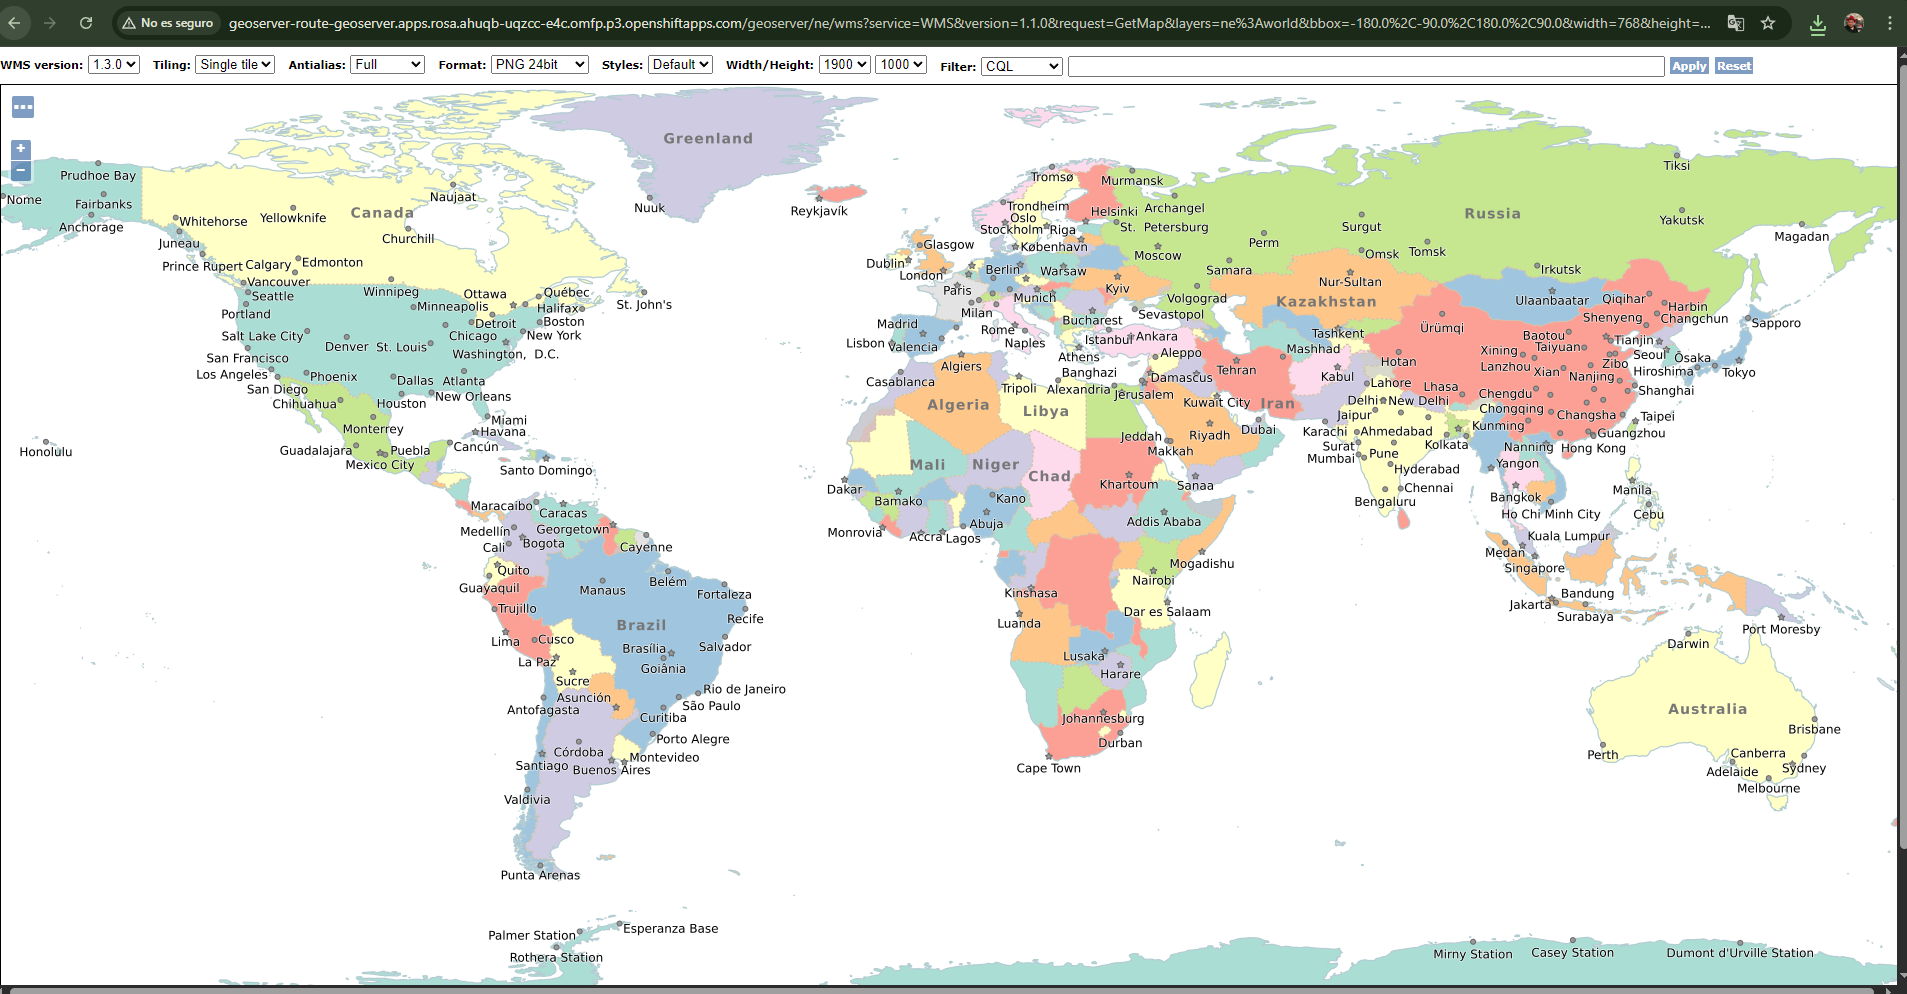 No es seguro
geoserver-route-geoserver.apps.rosa.ahuqb-uqzcc-e4c.omfp.p3.openshiftapps.com/geoserver/ne/wms?service=WMS&version=1.1.0&request=GetMap&layers=ne%3Aworld&bbox=-180.0%2C-90.0%2C180.0%2C90.0&width=768&height=...
WMS version: 1.3.0 Tiling: Single tile Antialias: Full Format: PNG 24bit Styles: Default Width/Height: 1900 1000 Filter: CQL Apply Reset
+
−
Greenland
Prudhoe Bay
Nome
Fairbanks
Anchorage
Whitehorse
Yellowknife
Canada
Naujaat
Churchill
Juneau
Prince Rupert
Calgary
Edmonton
Vancouver
Seattle
Winnipeg
Ottawa
Québec
St. John's
Portland
Minneapolis
Halifax
Detroit
Boston
Salt Lake City
Chicago
New York
Denver
St. Louis
Washington, D.C.
San Francisco
Los Angeles
Phoenix
Dallas
Atlanta
San Diego
Chihuahua
Houston
New Orleans
Miami
Monterrey
Havana
Honolulu
Guadalajara
Puebla
Cancún
Mexico City
Santo Domingo
Nuuk
Reykjavík
Tromsø
Murmansk
Tiksi
Trondheim
Oslo
Helsinki
Archangel
Russia
Yakutsk
Stockholm
Riga
St. Petersburg
Surgut
Magadan
Glasgow
København
Perm
Dublin
Moscow
Omsk
Tomsk
London
Berlin
Warsaw
Samara
Irkutsk
Paris
Munich
Kyiv
Nur-Sultan
Volgograd
Kazakhstan
Ulaanbaatar
Qiqihar
Harbin
Milan
Bucharest
Sevastopol
Shenyeng
Changchun
Madrid
Rome
Istanbul
Ankara
Tashkent
Ürümqi
Sapporo
Lisbon
Valencia
Naples
Baotou
Tianjin
Athens
Aleppo
Mashhad
Hotan
Xining
Taiyuan
Seoul
Ōsaka
Algiers
Banghazi
Tehran
Lanzhou
Xian
Zibo
Hiroshima
Tokyo
Casablanca
Tripoli
Alexandria
Damascus
Jerusalem
Kabul
Lahore
Lhasa
Nanjing
Shanghai
Algeria
Libya
Kuwait City
Iran
Delhi
New Delhi
Chengdu
Chongqing
Changsha
Taipei
Jeddah
Riyadh
Dubai
Jaipur
Karachi
Ahmedabad
Kunming
Guangzhou
Makkah
Surat
Kolkata
Nanning
Hong Kong
Mumbai
Pune
Mali
Niger
Chad
Khartoum
Sanaa
Hyderabad
Yangon
Dakar
Bamako
Kano
Bengaluru
Chennai
Bangkok
Manila
Abuja
Addis Ababa
Ho Chi Minh City
Cebu
Monrovia
Accra
Lagos
Kuala Lumpur
Medan
Mogadishu
Singapore
Nairobi
Kinshasa
Bandung
Jakarta
Dar es Salaam
Surabaya
Luanda
Port Moresby
Maracaibo
Caracas
Medellín
Georgetown
Cali
Bogota
Cayenne
Quito
Guayaquil
Manaus
Belém
Fortaleza
Trujillo
Recife
Brazil
Lima
Cusco
Brasília
Salvador
La Paz
Goiânia
Sucre
Asunción
Rio de Janeiro
Antofagasta
São Paulo
Curitiba
Porto Alegre
Córdoba
Montevideo
Santiago
Buenos Aires
Valdivia
Punta Arenas
Lusaka
Harare
Johannesburg
Durban
Cape Town
Darwin
Australia
Brisbane
Perth
Canberra
Adelaide
Sydney
Melbourne
Palmer Station
Esperanza Base
Rothera Station
Mirny Station
Casey Station
Dumont d'Urville Station